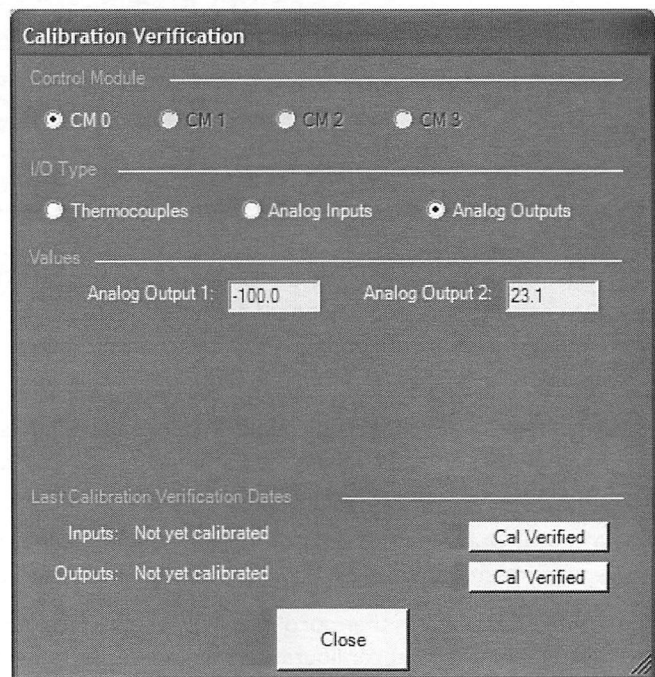 Calibration Verification
Control Module
CM 0 CM 1 CM 2 CM 3
I/O Type
Thermocouples Analog Inputs Analog Outputs
Values
Analog Output 1: -100.0 Analog Output 2: 23.1
Last Calibration Verification Dates
Inputs: Not yet calibrated Cal Verified
Outputs: Not yet calibrated Cal Verified
Close